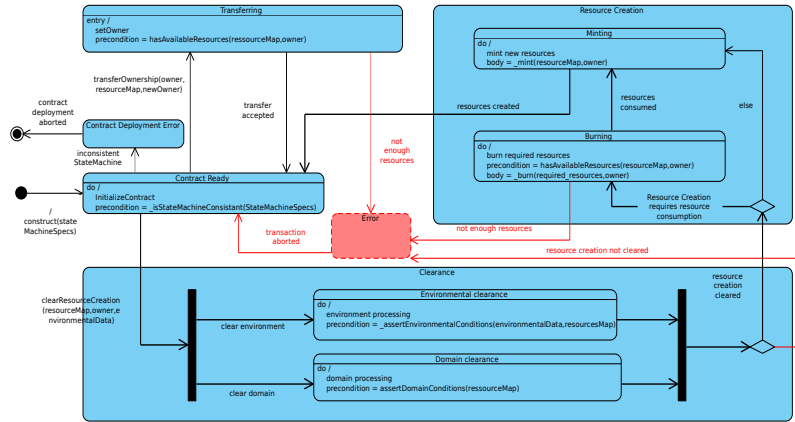 Transferring
entry /
setOwner
precondition = hasAvailableResources(ressourceMap,owner)
Resource Creation
Minting
do /
mint new resources
body = _mint(resourceMap,owner)
transferOwnership(owner,
resourceMap,newOwner)
transfer
accepted
resources created
resources
consumed
else
contract
deployment
aborted
Contract Deployment Error
inconsistent
StateMachine
not
enough
resources
Burning
do /
burn required resources
precondition = hasAvailableResources(resourceMap,owner)
body = _burn(required_resources,owner)
Contract Ready
do /
InitializeContract
precondition = _isStateMachineConsistant(StateMachineSpecs)
/
construct(state
MachineSpecs)
Resource Creation
requires resource
consumption
Error
transaction
aborted
not enough resources
resource creation not cleared
resource
creation
cleared
Clearance
clearResourceCreation
(resourceMap,owner,e
nvironmentalData)
Environmental clearance
do /
environment processing
precondition = _assertEnvironmentalConditions(environmentalData,resourcesMap)
clear environment
Domain clearance
do /
domain processing
precondition = assertDomainConditions(ressourceMap)
clear domain